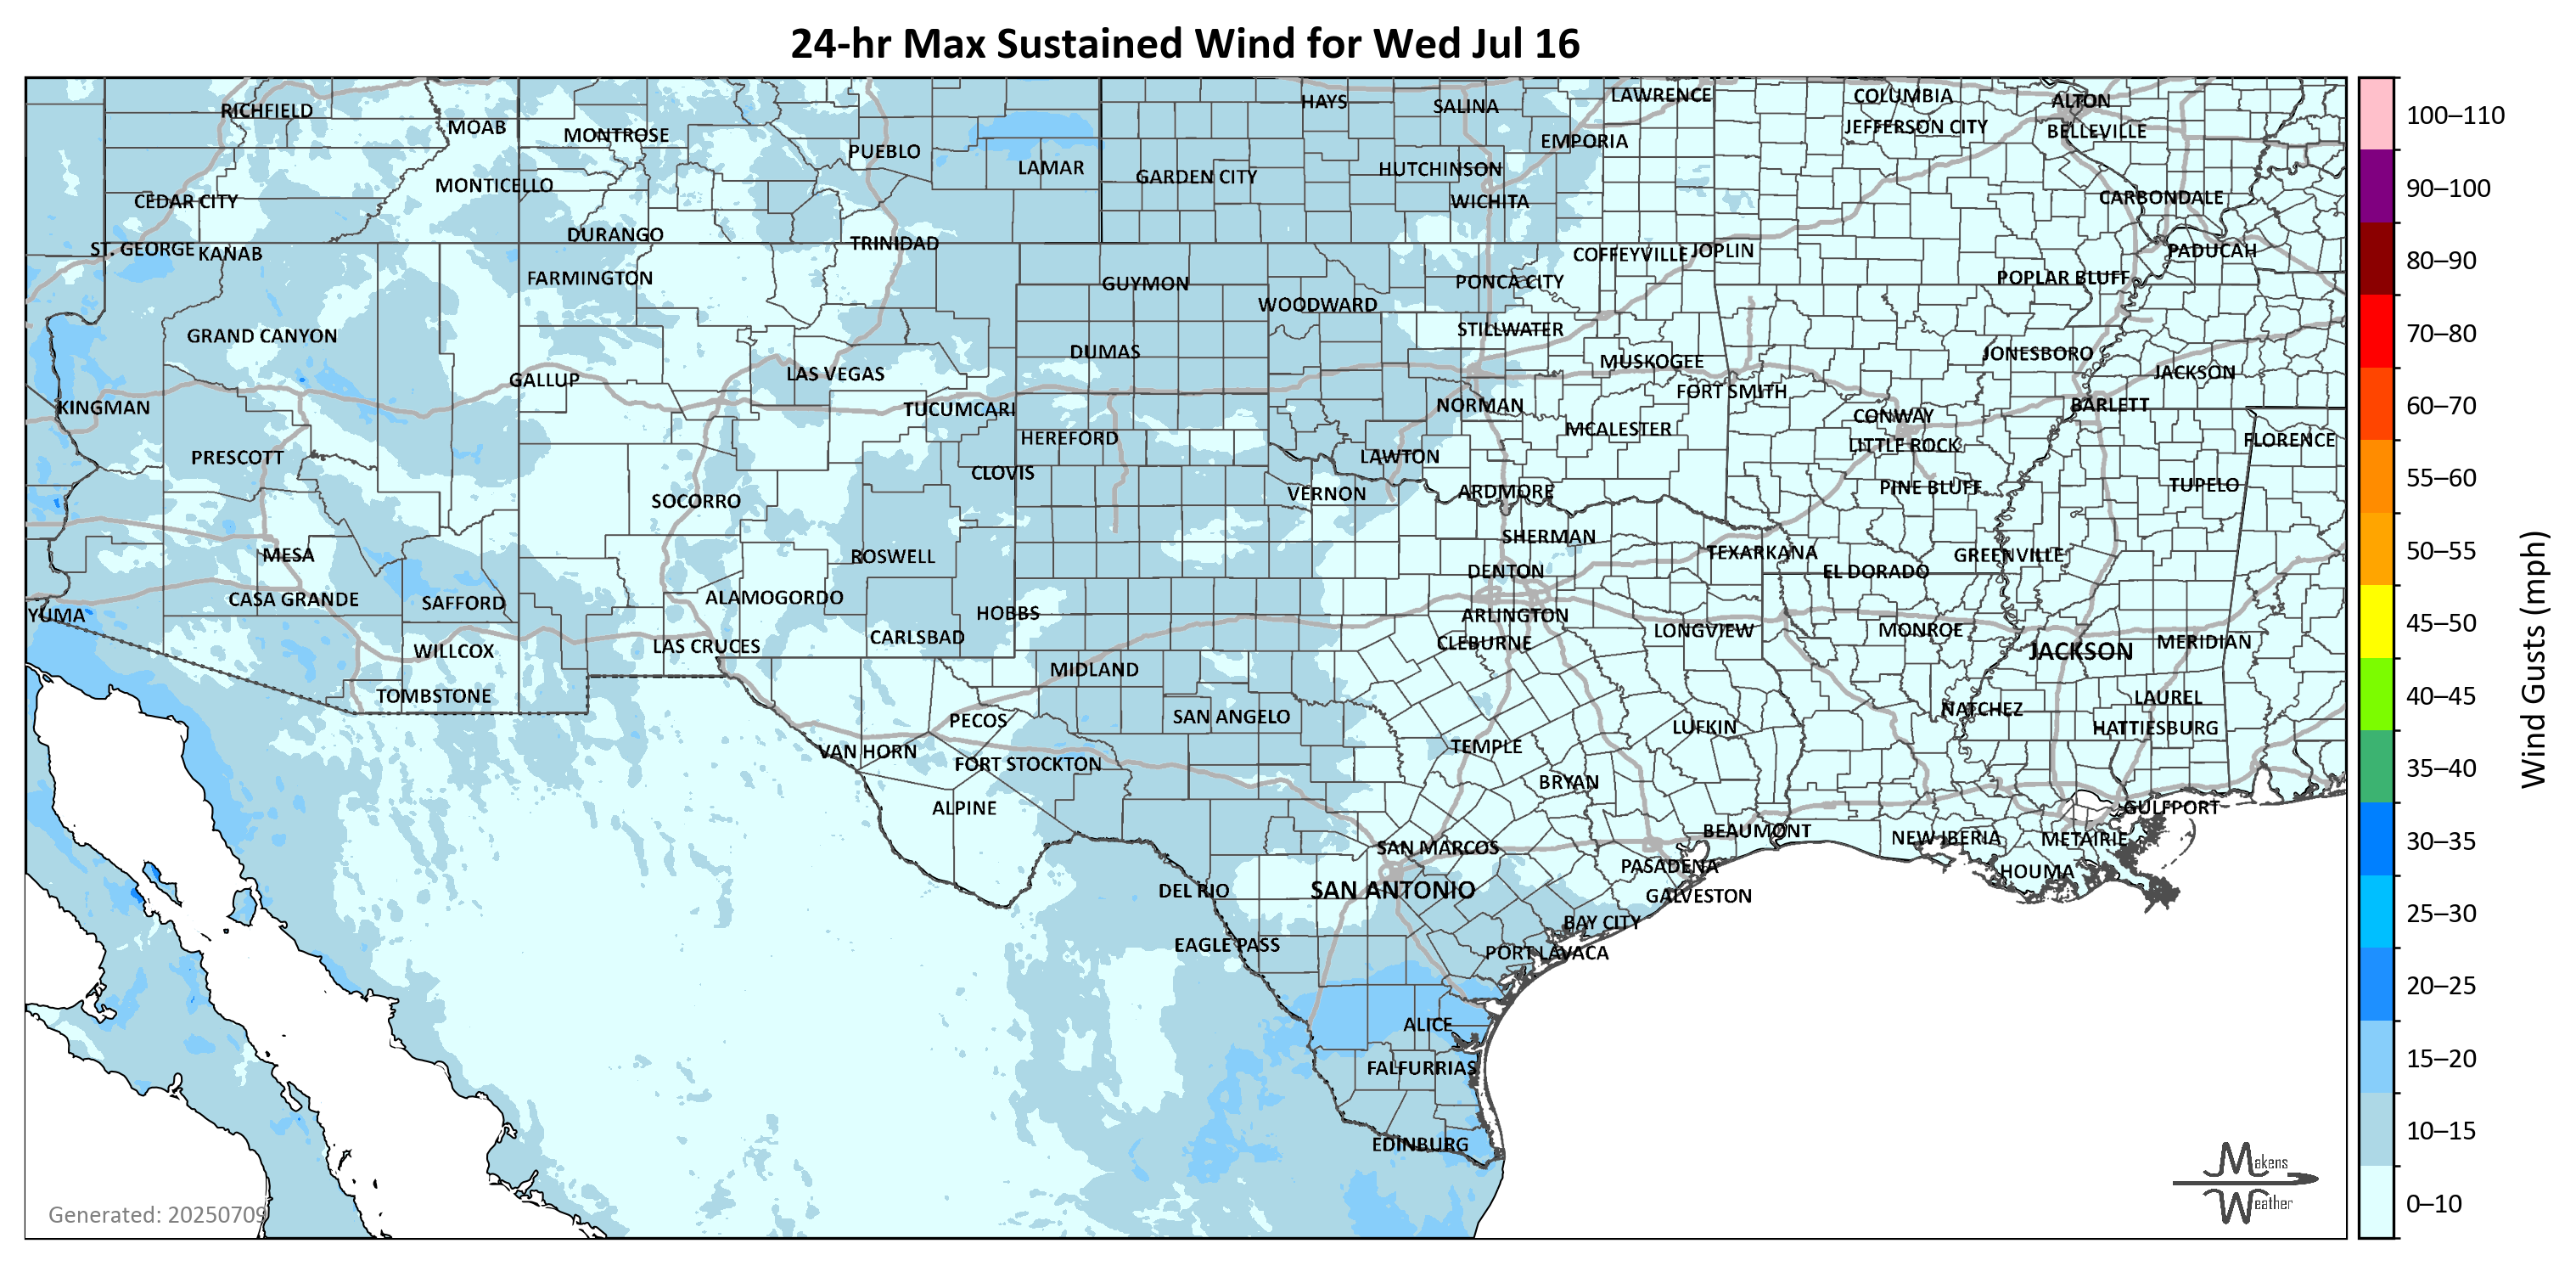 24-hr Max Sustained Wind for Wed Jul 16
RICHFIELD
MOAB
MONTROSE
PUEBLO
LAMAR
HAYS
SALINA
LAWRENCE
COLUMBIA
ALTON
EMPORIA
JEFFERSON CITY
BELLEVILLE
CEDAR CITY
MONTICELLO
GARDEN CITY
HUTCHINSON
WICHITA
CARBONDALE
ST. GEORGE
KANAB
DURANGO
TRINIDAD
COFFEYVILLE
JOPLIN
PADUCAH
FARMINGTON
GUYMON
WOODWARD
PONCA CITY
POPLAR BLUFF
GRAND CANYON
DUMAS
STILLWATER
MUSKOGEE
JONESBORO
GALLUP
LAS VEGAS
FORT SMITH
JACKSON
KINGMAN
TUCUMCARI
NORMAN
CONWAY
BARLETT
HEREFORD
MCALESTER
LITTLE ROCK
FLORENCE
PRESCOTT
CLOVIS
LAWTON
SOCORRO
VERNON
ARDMORE
PINE BLUFF
TUPELO
MESA
ROSWELL
SHERMAN
TEXARKANA
GREENVILLE
CASA GRANDE
SAFFORD
ALAMOGORDO
DENTON
EL DORADO
YUMA
HOBBS
ARLINGTON
WILLCOX
LAS CRUCES
CARLSBAD
CLEBURNE
LONGVIEW
MONROE
JACKSON
MERIDIAN
TOMBSTONE
MIDLAND
LAUREL
PECOS
SAN ANGELO
LUFKIN
NATCHEZ
HATTIESBURG
VAN HORN
FORT STOCKTON
TEMPLE
ALPINE
BRYAN
GULFPORT
SAN MARCOS
BEAUMONT
NEW IBERIA
METAIRIE
DEL RIO
SAN ANTONIO
PASADENA
GALVESTON
HOUMA
EAGLE PASS
BAY CITY
PORT LAVACA
ALICE
FALFURRIAS
EDINBURG
Generated: 20250709
Makens
Weather
100–110
90–100
80–90
70–80
60–70
55–60
50–55
45–50
40–45
35–40
30–35
25–30
20–25
15–20
10–15
0–10
Wind Gusts (mph)